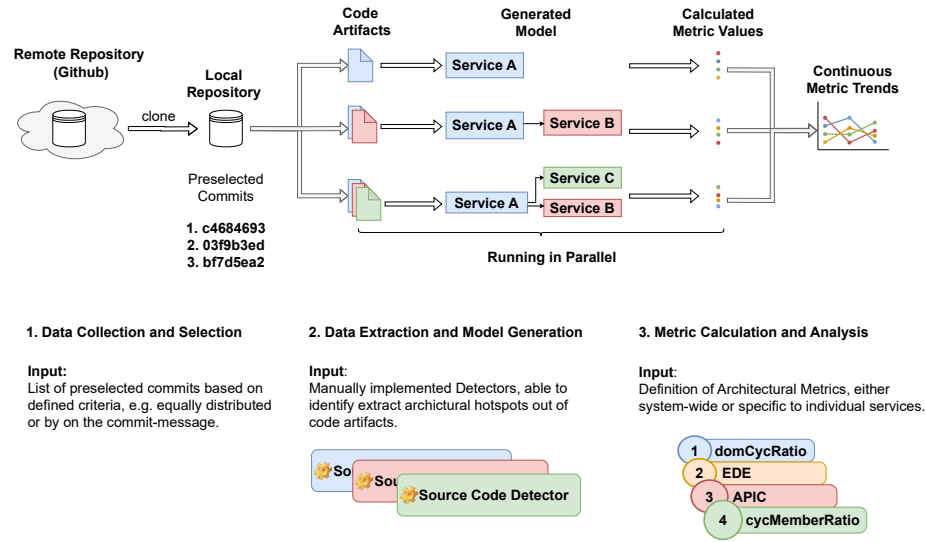 Remote Repository
(Github)
clone
Local
Repository
Preselected
Commits
1. c4684693
2. 03f9b3ed
3. bf7d5ea2
Code
Artifacts
Generated
Model
Calculated
Metric Values
Service A
Service A
Service B
Service A
Service C
Service B
Running in Parallel
Continuous
Metric Trends
1. Data Collection and Selection
Input:
List of preselected commits based on
defined criteria, e.g. equally distributed
or by on the commit-message.
2. Data Extraction and Model Generation
Input:
Manually implemented Detectors, able to
identify extract archictural hotspots out of
code artifacts.
So
Sou
Source Code Detector
3. Metric Calculation and Analysis
Input:
Definition of Architectural Metrics, either
system-wide or specific to individual services.
1 domCycRatio
2 EDE
3 APIC
4 cycMemberRatio